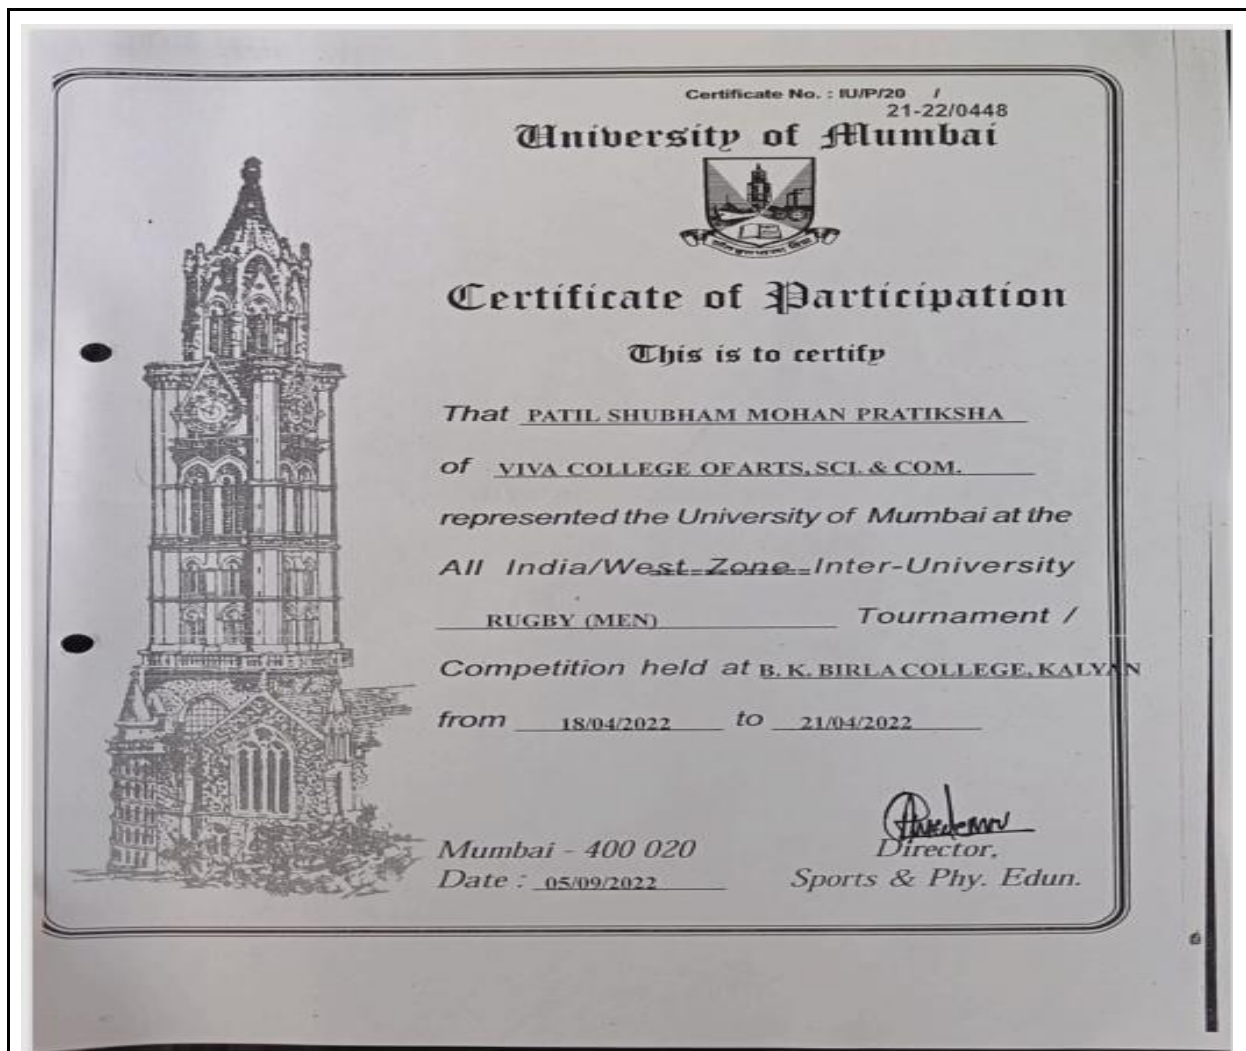 Certificate No. : IU/P/20 /
21-22/0448
University of Mumbai
Certificate of Participation
This is to certify
That PATIL SHUBHAM MOHAN PRATIKSHA
of VIVA COLLEGE OF ARTS, SCI. & COM.
represented the University of Mumbai at the
All India/West Zone Inter-University
RUGBY (MEN) Tournament /
Competition held at B. K. BIRLA COLLEGE, KALYAN
from 18/04/2022 to 21/04/2022
Mumbai - 400 020
Director,
Date : 05/09/2022 Sports & Phy. Edun.